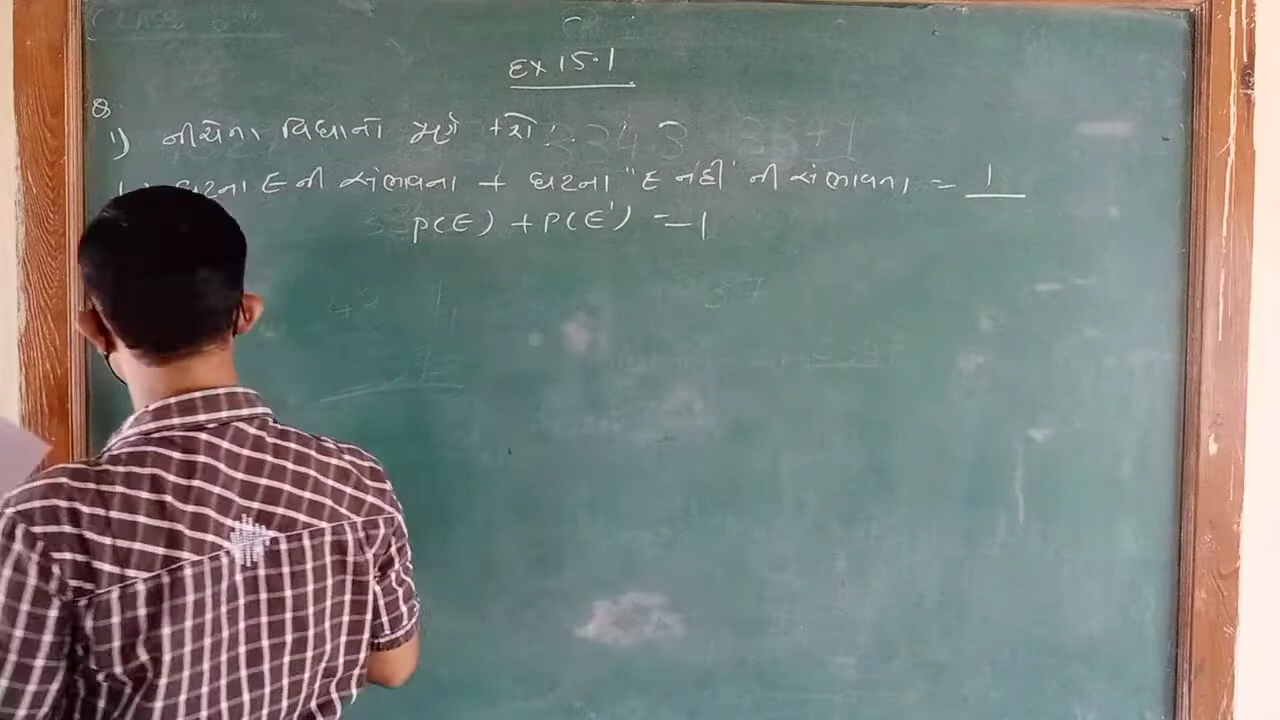 Ex 15.1
Q
1) નીચેના વિધાનો પૂર્ણ કરો :
ઘટના E ની સંભાવના + ઘટના "E નહી" ની સંભાવના = 1
P(E) + P(E') = 1